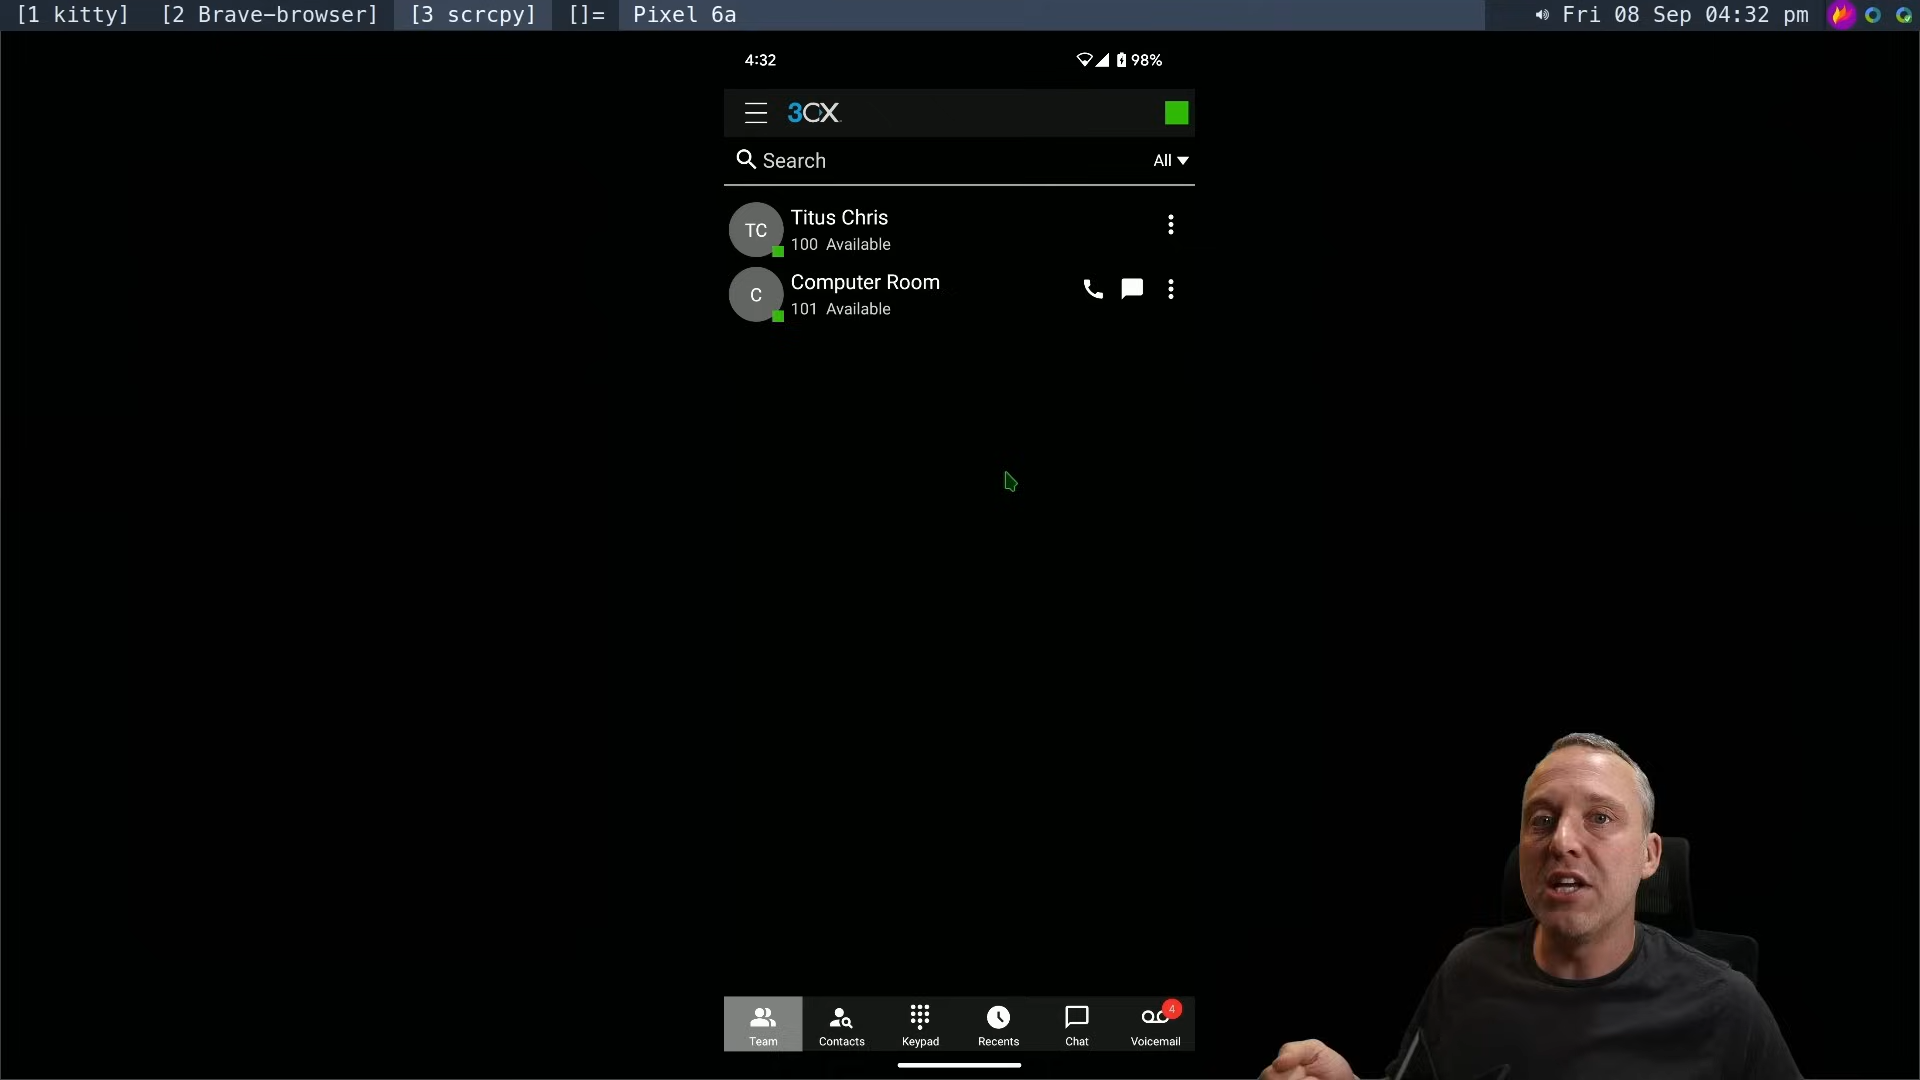 [1 kitty] [2 Brave-browser] [3 scrcpy] []= Pixel 6a Fri 08 Sep 04:32 pm
4:32 98%
3CX
Search All
TC Titus Chris
100 Available
C Computer Room
101 Available
4
Team Contacts Keypad Recents Chat Voicemail